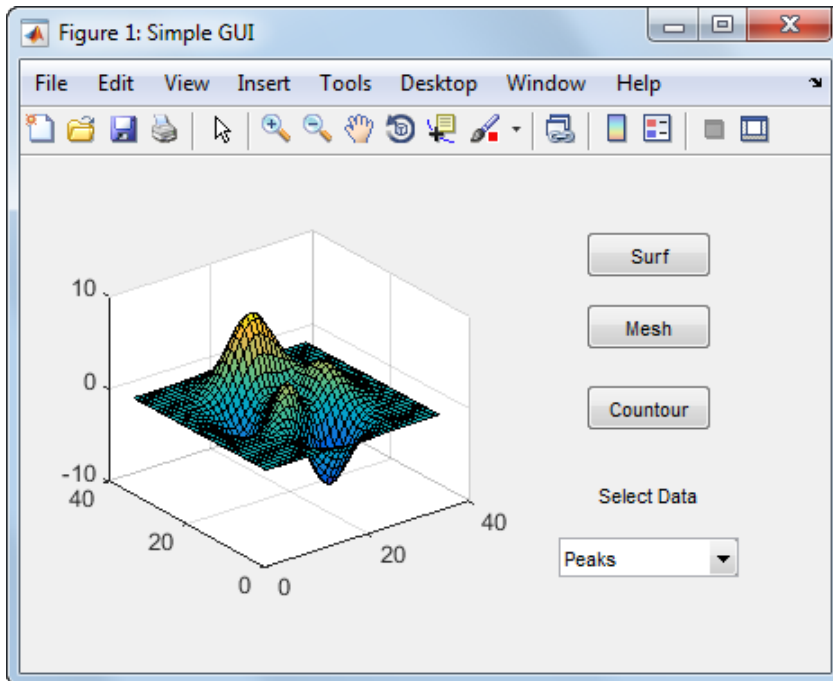 Figure 1: Simple GUI
File Edit View Insert Tools Desktop Window Help
10
0
-10
40
20
0
0
20
40
Surf
Mesh
Countour
Select Data
Peaks